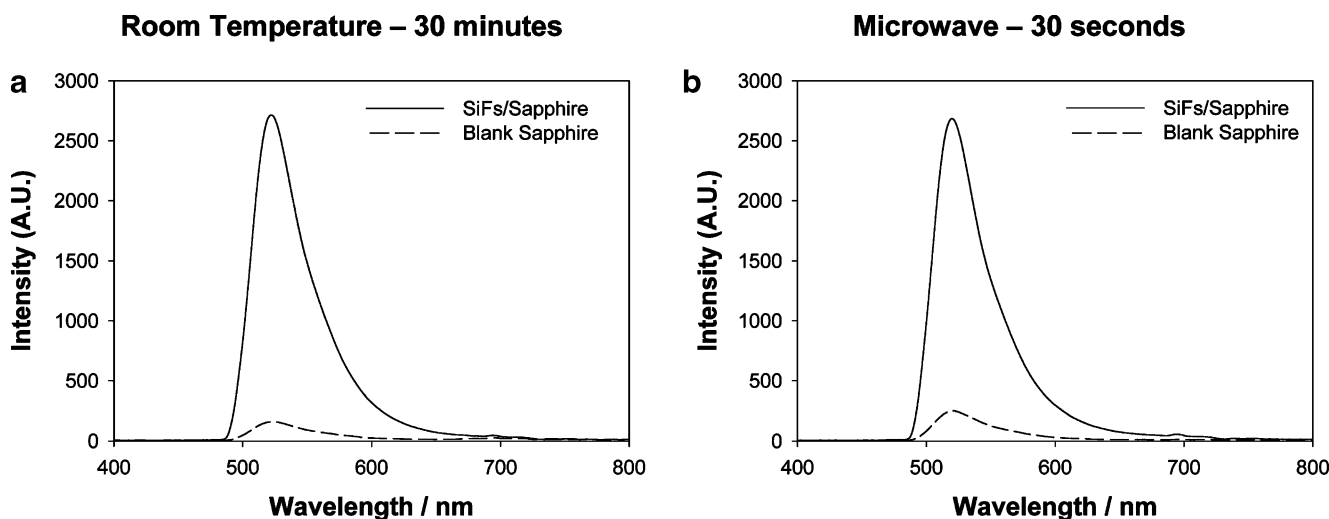 Room Temperature – 30 minutes
a
3000
2500
2000
1500
1000
500
0
Intensity (A.U.)
SiFs/Sapphire
Blank Sapphire
400 500 600 700 800
Wavelength / nm
Microwave – 30 seconds
b
3000
2500
2000
1500
1000
500
0
Intensity (A.U.)
SiFs/Sapphire
Blank Sapphire
400 500 600 700 800
Wavelength / nm